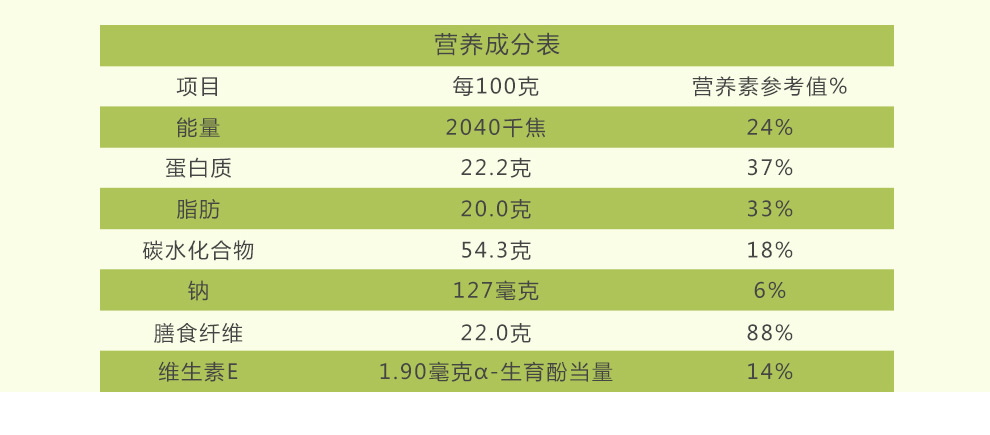 营养成分表
项目 每100克 营养素参考值%
能量 2040千焦 24%
蛋白质 22.2克 37%
脂肪 20.0克 33%
碳水化合物 54.3克 18%
钠 127毫克 6%
膳食纤维 22.0克 88%
维生素E 1.90毫克α-生育酚当量 14%